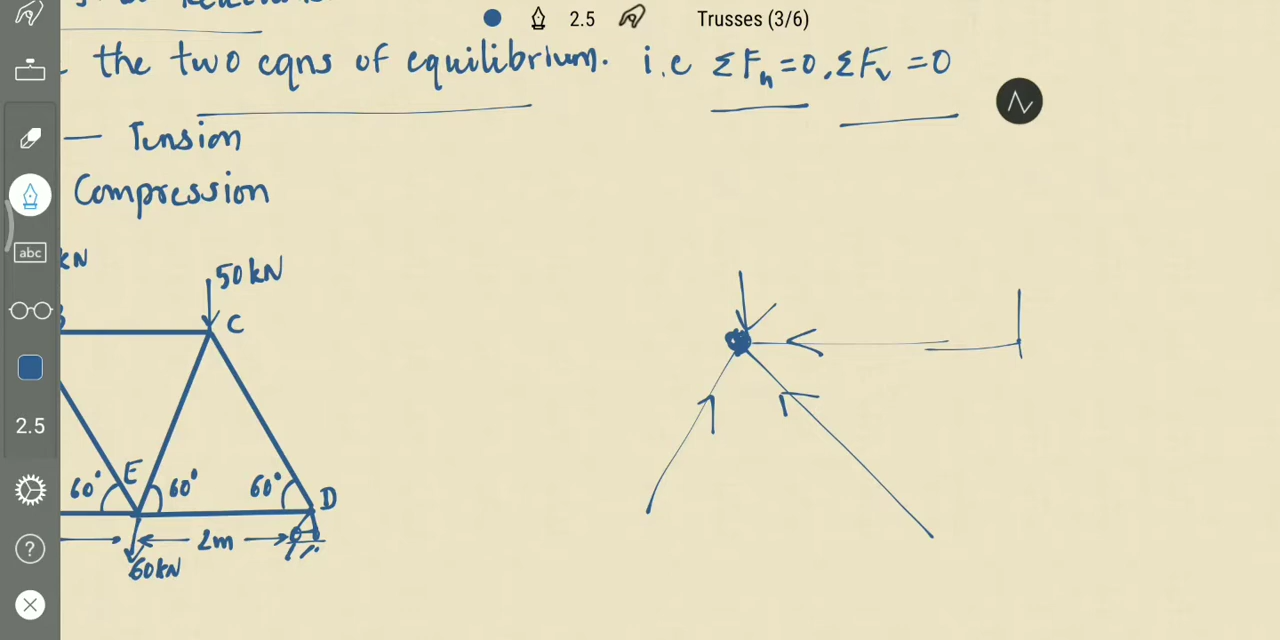 2.5 Trusses (3/6)
the two eqns of equilibrium. i.e ΣFh =0, ΣFv =0
— Tension
Compression
abc
kN
50 kN
C
2.5
E
60° 60° 60° D
2m
60kN
?